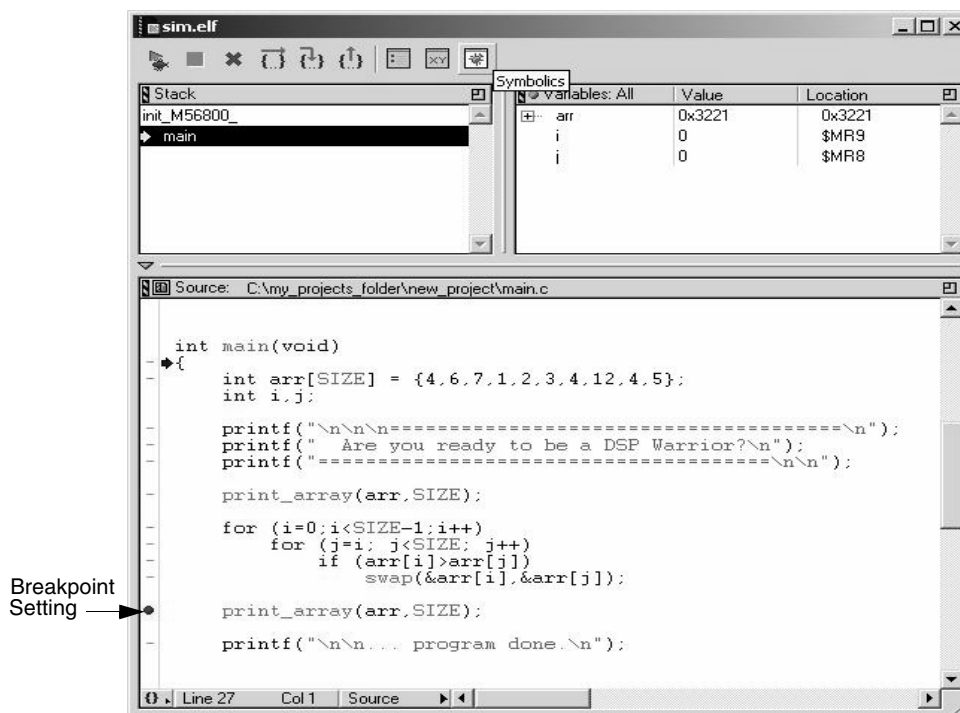 sim.elf
Symbolics
Stack
Variables: All Value Location
init_M56800_
main
arr 0x3221 0x3221
i 0 $MR9
j 0 $MR8
Source: C:\my_projects_folder\new_project\main.c
int main(void)
{
int arr[SIZE] = {4,6,7,1,2,3,4,12,4,5};
int i,j;
printf("\n\n\n==========================================\n");
printf("  Are you ready to be a DSP Warrior?\n");
printf("==========================================\n\n");
print_array(arr,SIZE);
for (i=0;i<SIZE-1;i++)
for (j=i; j<SIZE; j++)
if (arr[i]>arr[j])
swap(&arr[i],&arr[j]);
Breakpoint
Setting
print_array(arr,SIZE);
printf("\n\n... program done.\n");
Line 27 Col 1 Source